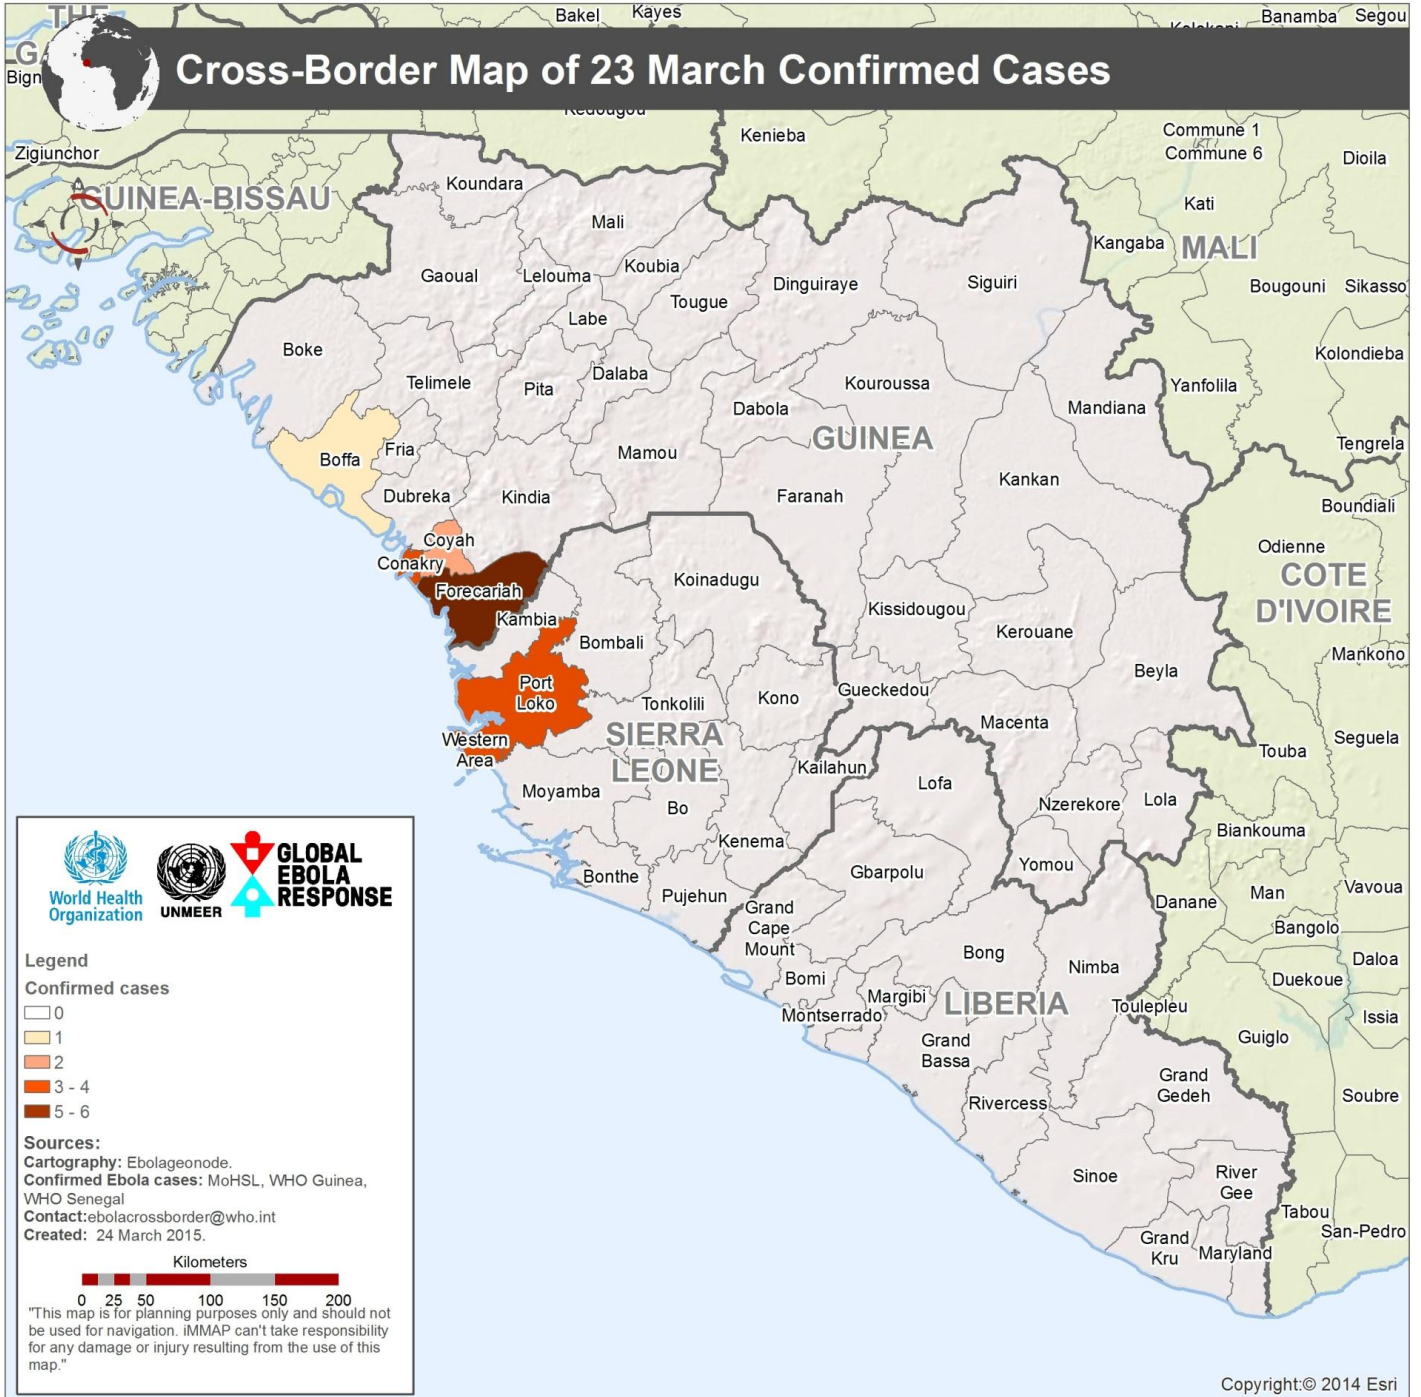 THE
Bakel
Kayes
Banamba
Segou
Cross-Border Map of 23 March Confirmed Cases
Kedougou
Kenieba
Commune 1
Commune 6
Dioila
Zigiunchor
GUINEA-BISSAU
Koundara
Mali
Kati
Kangaba
MALI
Gaoual
Lelouma
Koubia
Tougue
Dinguiraye
Siguiri
Bougouni
Sikasso
Labe
Boke
Telimele
Pita
Dalaba
Kouroussa
Kolondieba
Yanfolila
Dabola
Mandiana
GUINEA
Tengrela
Boffa
Fria
Mamou
Kankan
Dubreka
Kindia
Faranah
Boundiali
Coyah
Conakry
Odienne
COTE
D'IVOIRE
Forecariah
Koinadugu
Kissidougou
Kambia
Bombali
Kerouane
Mankono
Beyla
Port
Loko
Tonkolili
Kono
Gueckedou
Macenta
SIERRA
LEONE
Western
Area
Seguela
Touba
Kailahun
Lofa
Moyamba
Bo
Nzerekore
Lola
Kenema
Biankouma
Gbarpolu
Yomou
Bonthe
Pujehun
Man
Vavoua
Danane
Grand
Cape
Mount
Bangolo
Bong
Nimba
Daloa
Bomi
Duekoue
Margibi
LIBERIA
Toulepleu
Montserrado
Issia
Guiglo
Grand
Bassa
Grand
Gedeh
Rivercess
Soubre
Sinoe
River
Gee
Tabou
San-Pedro
Grand
Kru
Maryland
World Health
Organization
UNMEER
GLOBAL
EBOLA
RESPONSE
Legend
Confirmed cases
0
1
2
3 - 4
5 - 6
Sources:
Cartography: Ebolageonode.
Confirmed Ebola cases: MoHSL, WHO Guinea,
WHO Senegal
Contact:ebolacrossborder@who.int
Created: 24 March 2015.
Kilometers
0 25 50 100 150 200
"This map is for planning purposes only and should not
be used for navigation. iMMAP can't take responsibility
for any damage or injury resulting from the use of this
map."
Copyright:© 2014 Esri